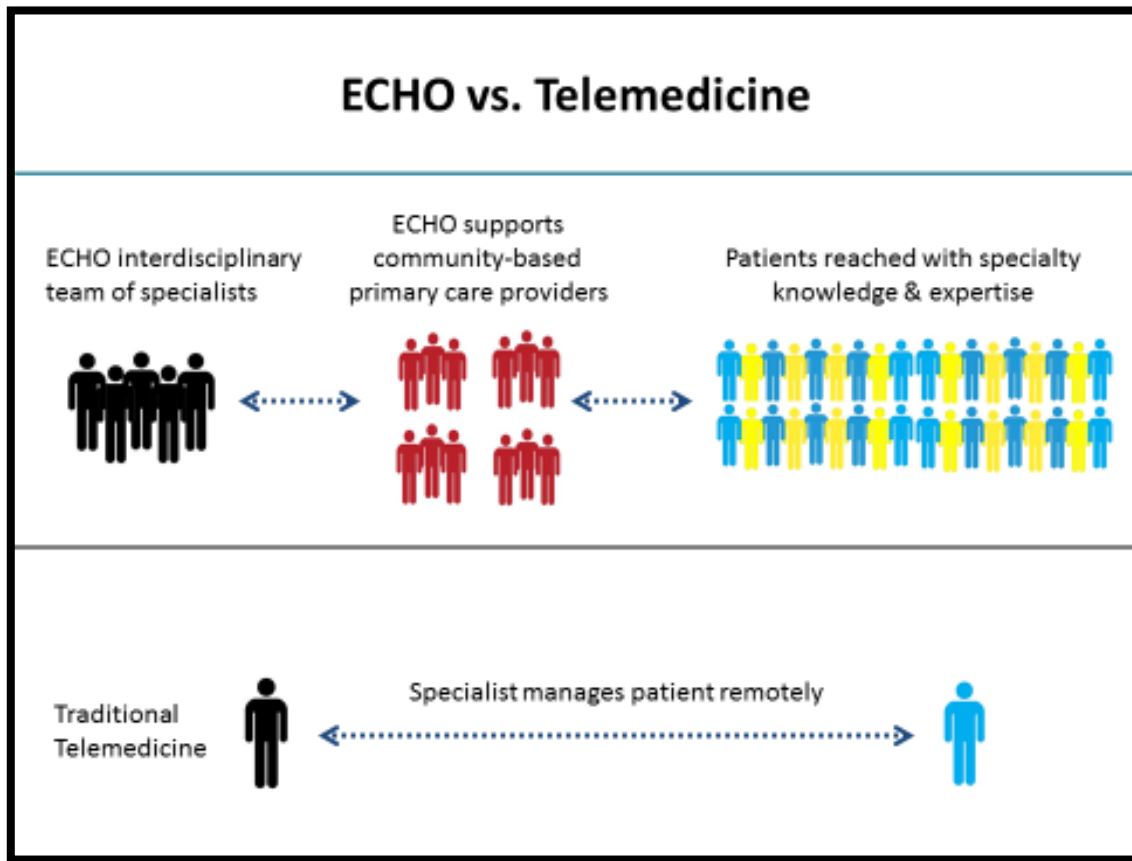 ECHO vs. Telemedicine
ECHO interdisciplinary
team of specialists
ECHO supports
community-based
primary care providers
Patients reached with specialty
knowledge & expertise
Traditional
Telemedicine
Specialist manages patient remotely